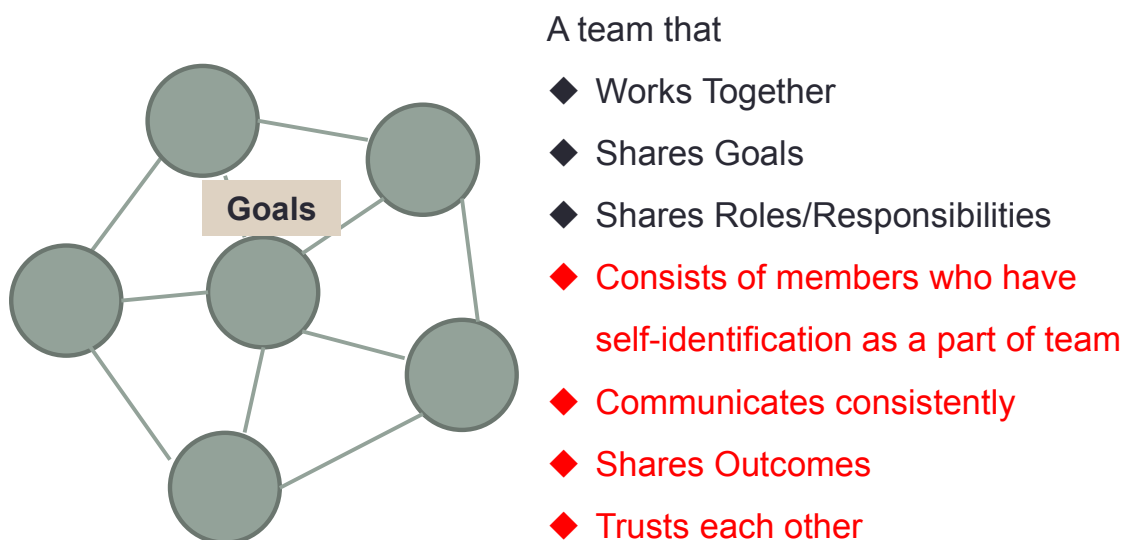 A team that
◆ Works Together
◆ Shares Goals
Goals
◆ Shares Roles/Responsibilities
◆ Consists of members who have
self-identification as a part of team
◆ Communicates consistently
◆ Shares Outcomes
◆ Trusts each other